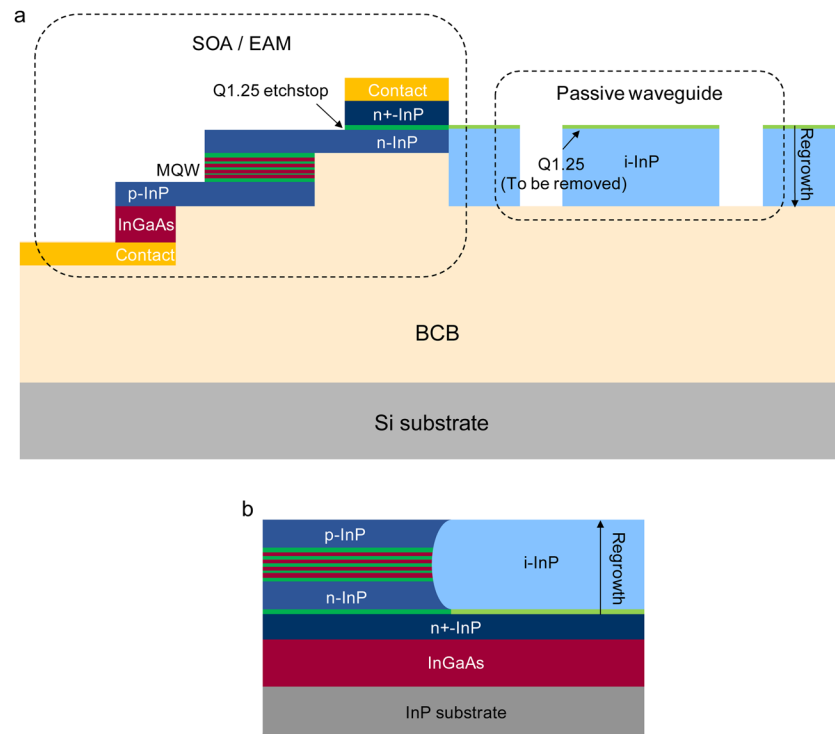 a
SOA / EAM
Q1.25 etchstop
Contact
n+-InP
n-InP
MQW
p-InP
InGaAs
Contact
Passive waveguide
Q1.25
(To be removed)
i-InP
Regrowth
BCB
Si substrate
b
p-InP
n-InP
i-InP
Regrowth
n+-InP
InGaAs
InP substrate